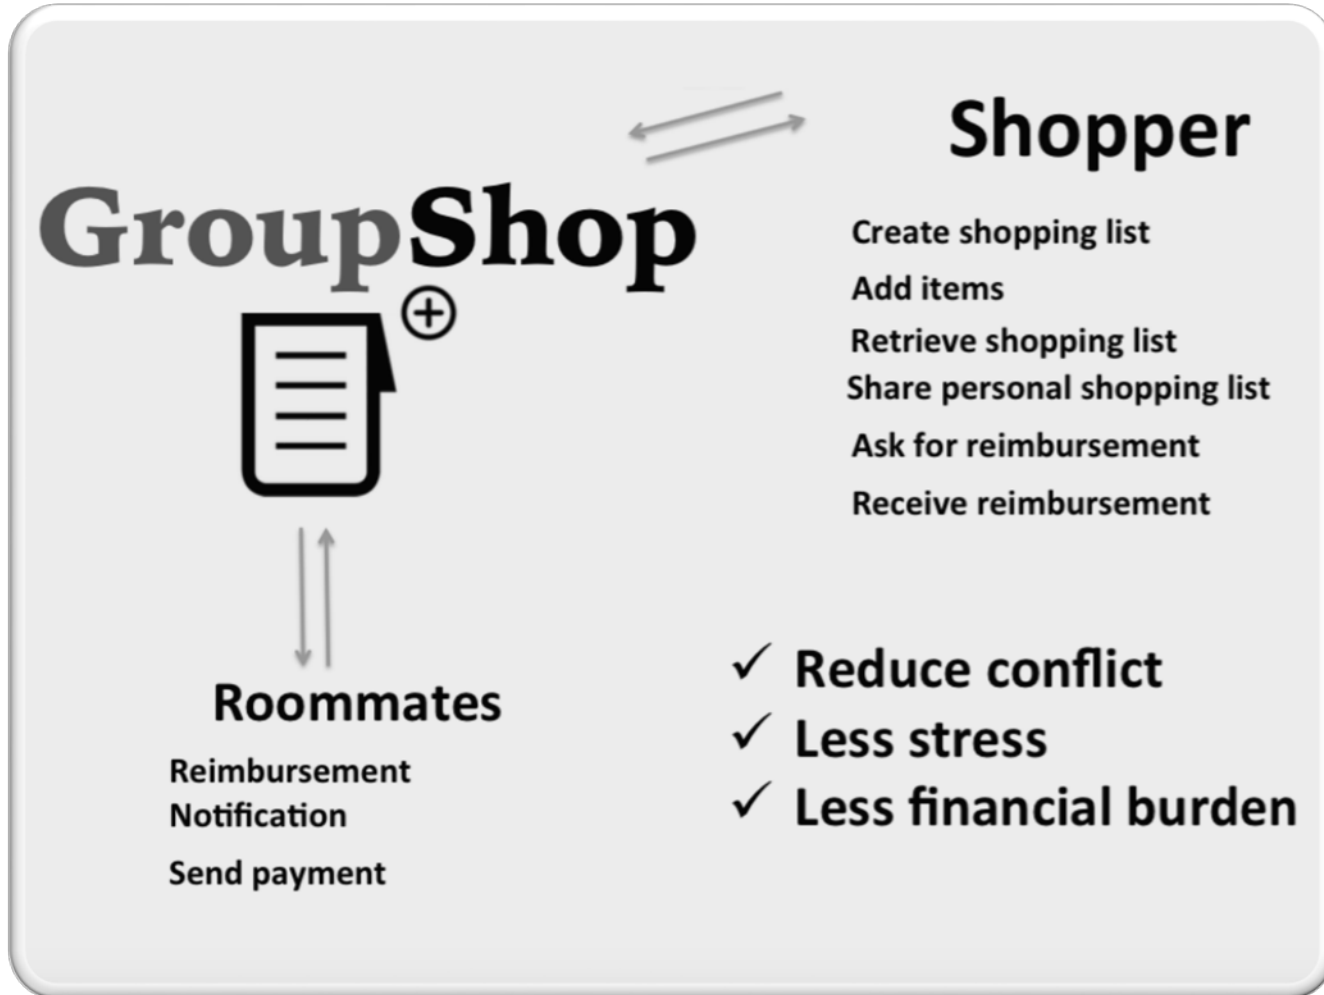 GroupShop
Shopper
Create shopping list
Add items
Retrieve shopping list
Share personal shopping list
Ask for reimbursement
Receive reimbursement
Roommates
Reimbursement
Notification
Send payment
✓ Reduce conflict
✓ Less stress
✓ Less financial burden